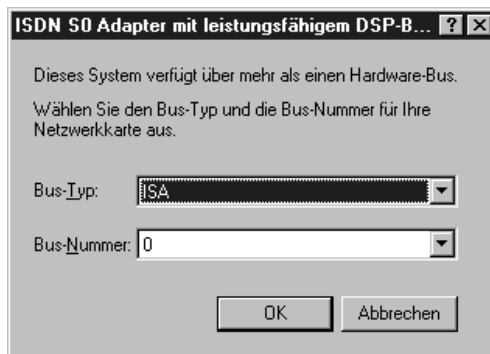 ISDN S0 Adapter mit leistungsfähigem DSP-B...
Dieses System verfügt über mehr als einen Hardware-Bus.
Wählen Sie den Bus-Typ und die Bus-Nummer für Ihre
Netzwerkkarte aus.
Bus-Typ: ISA
Bus-Nummer: 0
OK Abbrechen